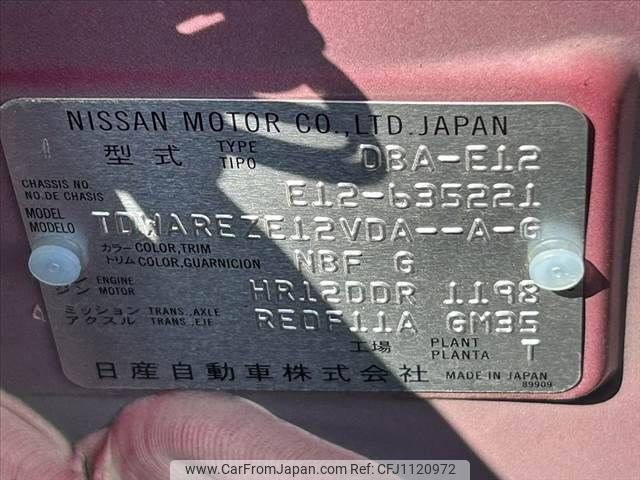 NISSAN MOTOR CO.,LTD.JAPAN
型式 TYPE TIPO DBA-E12
CHASSIS NO. NO.DE CHASIS E12-635221
MODEL MODELO TDWAREZE12VDA--A-G
カラー COLOR,TRIM
トリム COLOR,GUARNICION NBF G
エンジン ENGINE MOTOR HR12DDR 1198
ミッション TRANS.,AXLE
アクスル TRANS.,EJE RE0F11A GM35
工場 PLANT PLANTA T
日産自動車株式会社 MADE IN JAPAN
89909
www.CarFromJapan.com - CFJ1120972